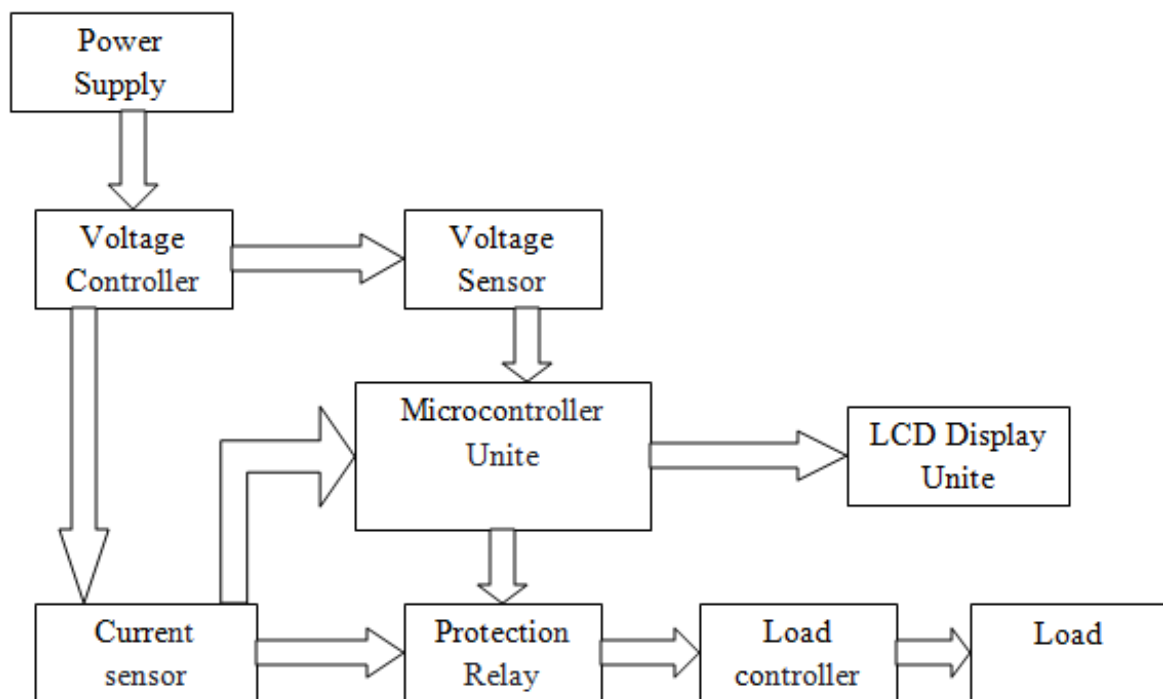 Power
Supply
Voltage
Controller
Voltage
Sensor
Microcontroller
Unite
LCD Display
Unite
Current
sensor
Protection
Relay
Load
controller
Load